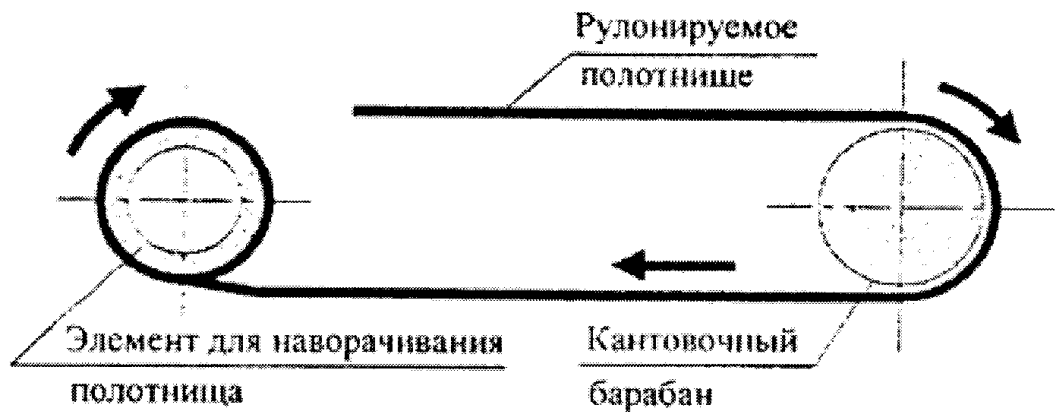 Рулонируемое
полотнище
Элемент для наворачивания
полотнища
Кантовочный
барабан